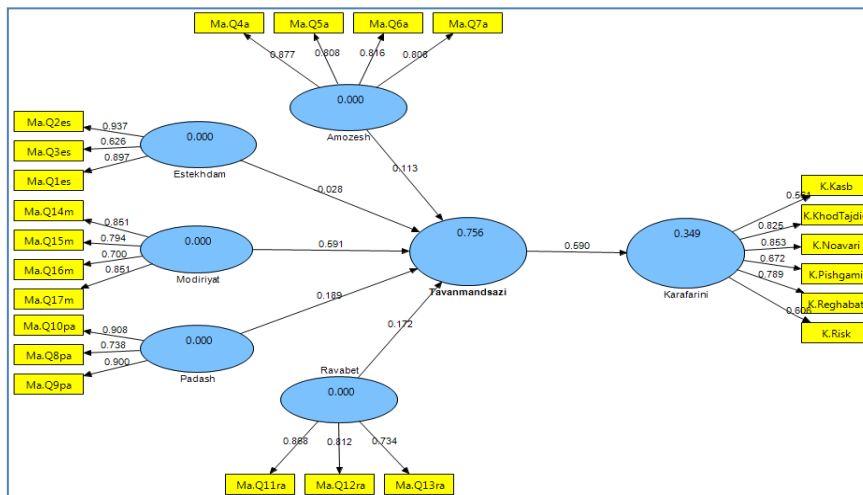 Ma.Q4a
Ma.Q5a
Ma.Q6a
Ma.Q7a
0.877
0.808
0.816
0.806
0.000
Amozesh
0.113
Ma.Q2es
Ma.Q3es
Ma.Q1es
0.937
0.626
0.897
0.000
Estekhdam
0.028
Ma.Q14m
Ma.Q15m
Ma.Q16m
Ma.Q17m
0.851
0.794
0.700
0.851
0.000
Modiriyat
0.591
0.756
Tavanmandsazi
0.590
0.349
Karafarini
K.Kasb
K.KhodTajdi
K.Noavari
K.Pishgami
K.Reghabat
K.Risk
0.825
0.853
0.672
0.789
0.606
Ma.Q10pa
Ma.Q8pa
Ma.Q9pa
0.908
0.738
0.900
0.000
Padash
0.189
Ravabet
0.000
0.172
0.868
0.812
0.734
Ma.Q11ra
Ma.Q12ra
Ma.Q13ra